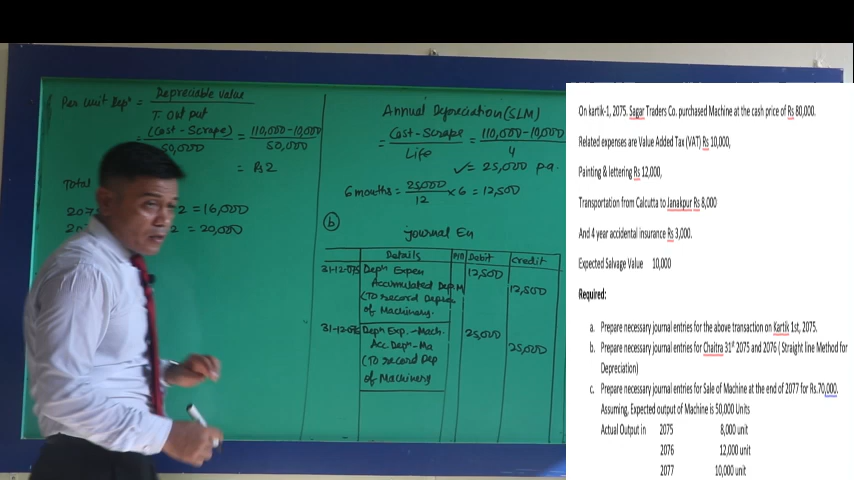 Per Unit Depⁿ = Depreciable value
T. Out put
= (Cost - Scrape) = 110,000 - 10,000
50,000 50,000
= Rs 2
Total
2 = 16,000
2 = 20,000
Annual Depreciation (SLM)
= Cost - Scrape = 110,000 - 10,000
Life 4
= 25,000 p.a.
6 months = 25,000 × 6 = 12,500
12
(b)
journal En
Details Debit Credit
31-12-075 Depⁿ Expen 12,500
Accumulated Depⁿ M 12,500
(TO record Depre
of Machinery.
31-12-076 Depⁿ Exp. - Mach. 25,000
Acc Depⁿ - Ma 25,000
(TO record Dep
of Machinery
On kartik-1, 2075. Sagar Traders Co. purchased Machine at the cash price of Rs 80,000.
Related expenses are Value Added Tax (VAT) Rs 10,000,
Painting & lettering Rs 12,000,
Transportation from Calcutta to Janakpur Rs 8,000
And 4 year accidental insurance Rs 3,000.
Expected Salvage Value 10,000
Required:
a. Prepare necessary journal entries for the above transaction on Kartik 1st, 2075.
b. Prepare necessary journal entries for Chaitra 31st 2075 and 2076 ( Straight line Method for
Depreciation)
c. Prepare necessary journal entries for Sale of Machine at the end of 2077 for Rs.70,000.
Assuming, Expected output of Machine is 50,000 Units
Actual Output in 2075 8,000 unit
2076 12,000 unit
2077 10,000 unit